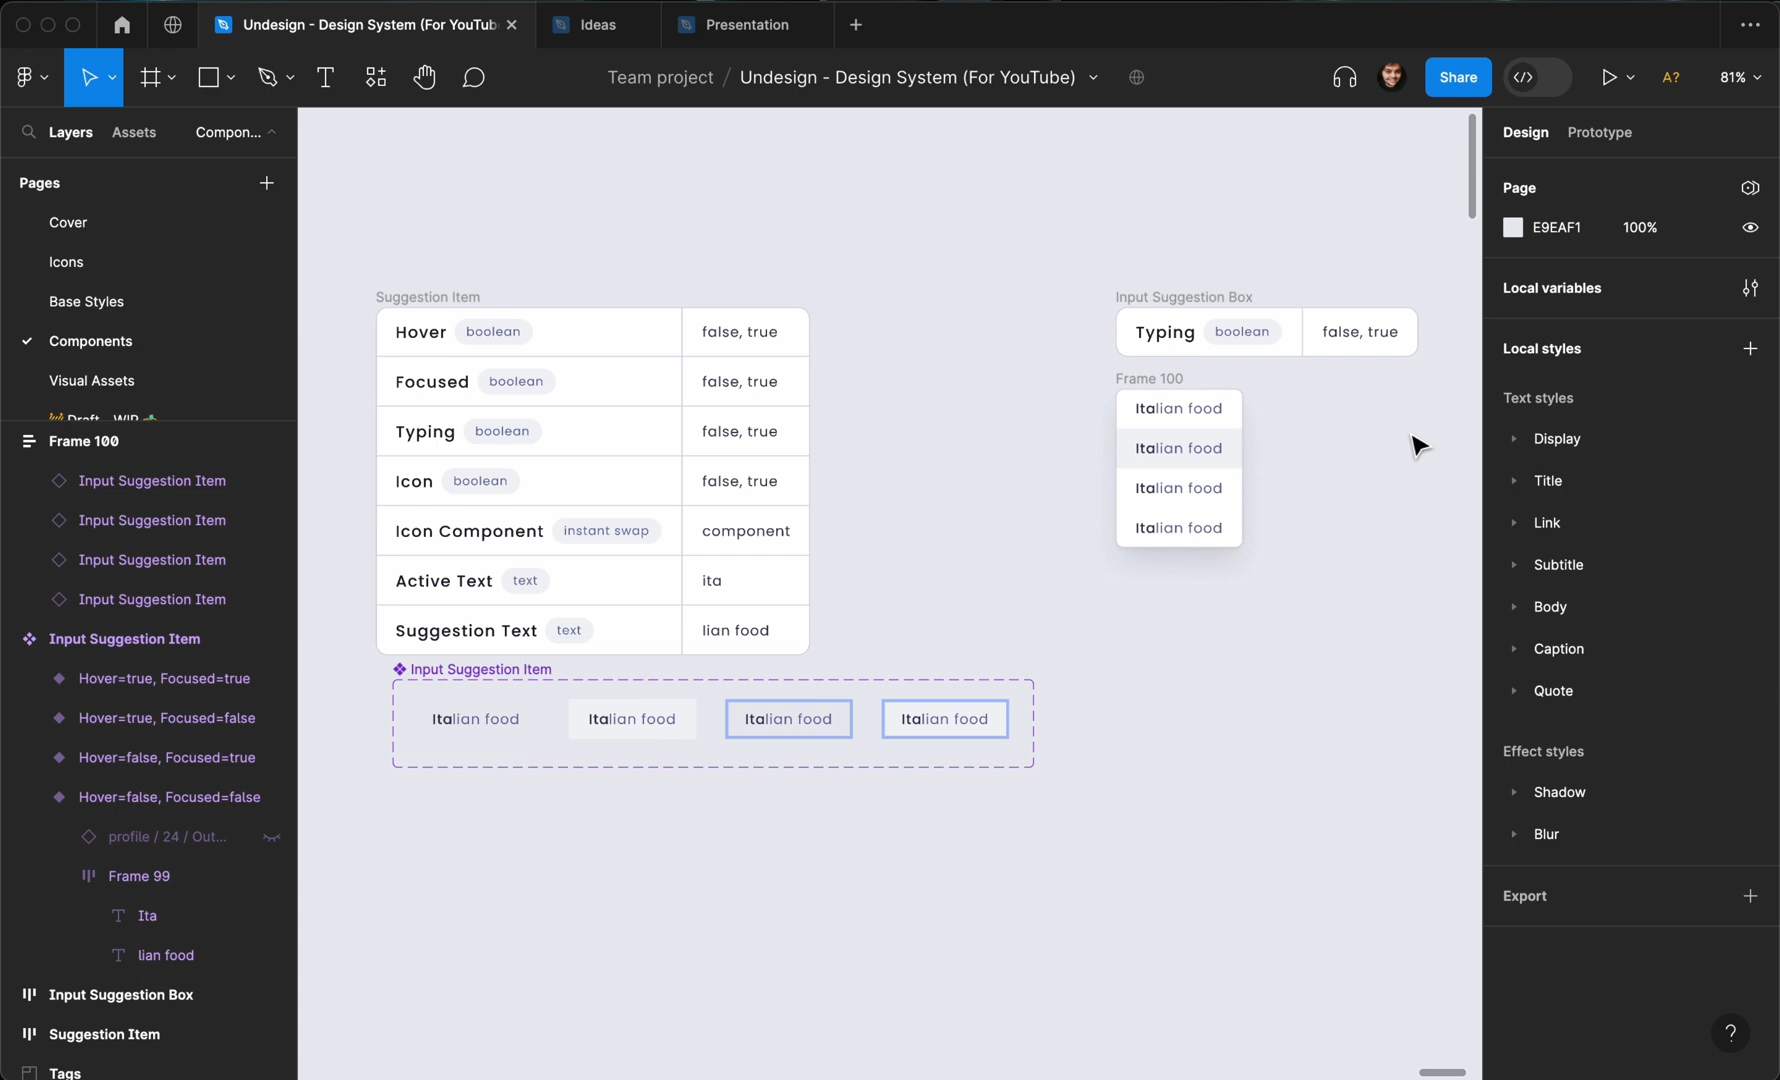 Undesign - Design System (For YouTub
Ideas
Presentation
Team project / Undesign - Design System (For YouTube)
Share
A?
81%
Layers
Assets
Compon...
Pages
Cover
Icons
Base Styles
Components
Visual Assets
Draft - WIP
Frame 100
Input Suggestion Item
Input Suggestion Item
Input Suggestion Item
Input Suggestion Item
Input Suggestion Item
Hover=true, Focused=true
Hover=true, Focused=false
Hover=false, Focused=true
Hover=false, Focused=false
profile / 24 / Out...
Frame 99
Ita
lian food
Input Suggestion Box
Suggestion Item
Tags
Suggestion Item
Hover boolean false, true
Focused boolean false, true
Typing boolean false, true
Icon boolean false, true
Icon Component instant swap component
Active Text text ita
Suggestion Text text lian food
Input Suggestion Item
Italian food
Italian food
Italian food
Italian food
Input Suggestion Box
Typing boolean false, true
Frame 100
Italian food
Italian food
Italian food
Italian food
Design
Prototype
Page
E9EAF1 100%
Local variables
Local styles
Text styles
Display
Title
Link
Subtitle
Body
Caption
Quote
Effect styles
Shadow
Blur
Export
?